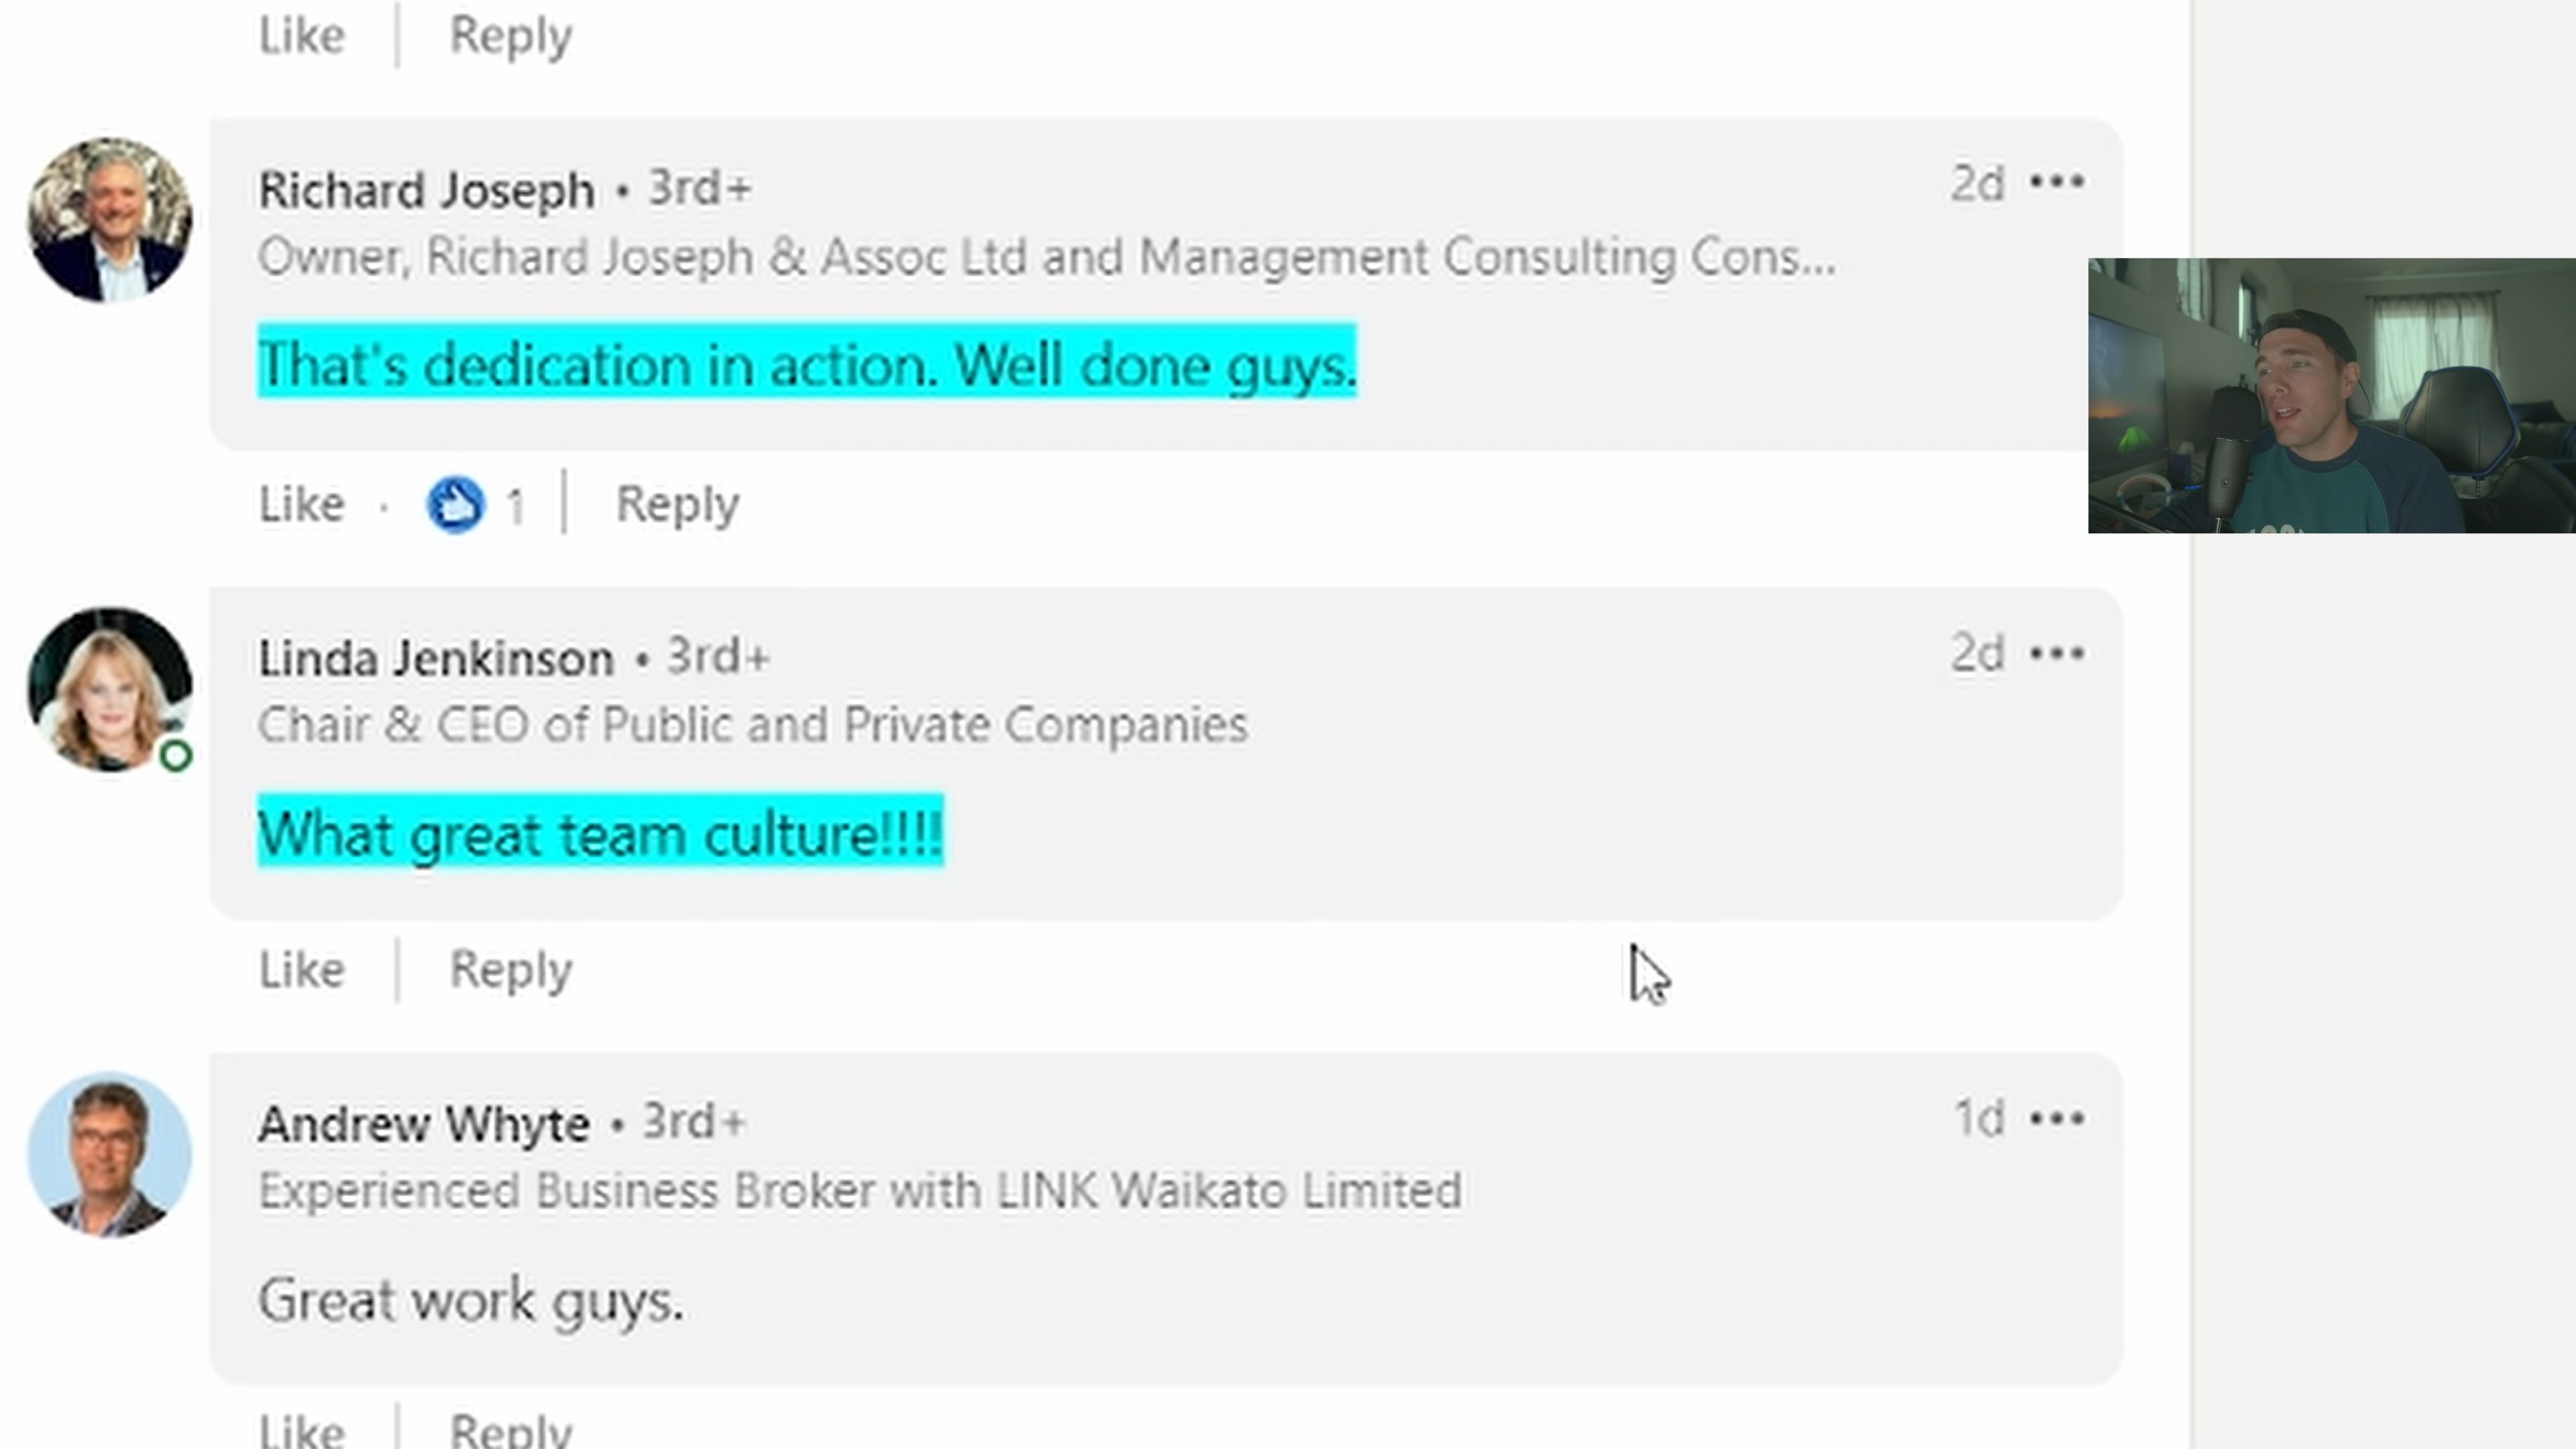 Like Reply
Richard Joseph • 3rd+ 2d
Owner, Richard Joseph & Assoc Ltd and Management Consulting Cons...
That's dedication in action. Well done guys.
Like · 1 Reply
Linda Jenkinson • 3rd+ 2d
Chair & CEO of Public and Private Companies
What great team culture!!!!
Like Reply
Andrew Whyte • 3rd+ 1d
Experienced Business Broker with LINK Waikato Limited
Great work guys.
Like Reply